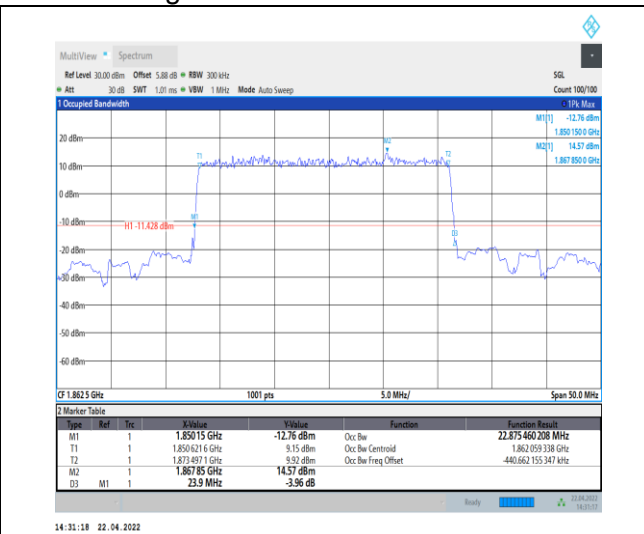 MultiView Spectrum
Ref Level 30.00 dBm Offset 5.88 dB RBW 300 kHz SGL
Att 30 dB SWT 1.01 ms VBW 1 MHz Mode Auto Sweep Count 100/100
1 Occupied Bandwidth 1Pk Max
M1[1] -12.76 dBm
1.850 150 0 GHz
M2[1] 14.57 dBm
1.867 850 0 GHz
20 dBm
M2
T1
T2
10 dBm
0 dBm
M1
-10 dBm
H1 -11.428 dBm
D3
-20 dBm
-30 dBm
-40 dBm
-50 dBm
-60 dBm
CF 1.862 5 GHz 1001 pts 5.0 MHz/ Span 50.0 MHz
2 Marker Table
Type Ref Trc X-Value Y-Value Function Function Result
M1 1 1.850 15 GHz -12.76 dBm Occ Bw 22.875 460 208 MHz
T1 1 1.850 621 6 GHz 9.15 dBm Occ Bw Centroid 1.862 059 338 GHz
T2 1 1.873 497 1 GHz 9.92 dBm Occ Bw Freq Offset -440.662 155 347 kHz
M2 1 1.867 85 GHz 14.57 dBm
D3 M1 1 23.9 MHz -3.96 dB
Ready 22.04.2022
14:31:17
14:31:18 22.04.2022